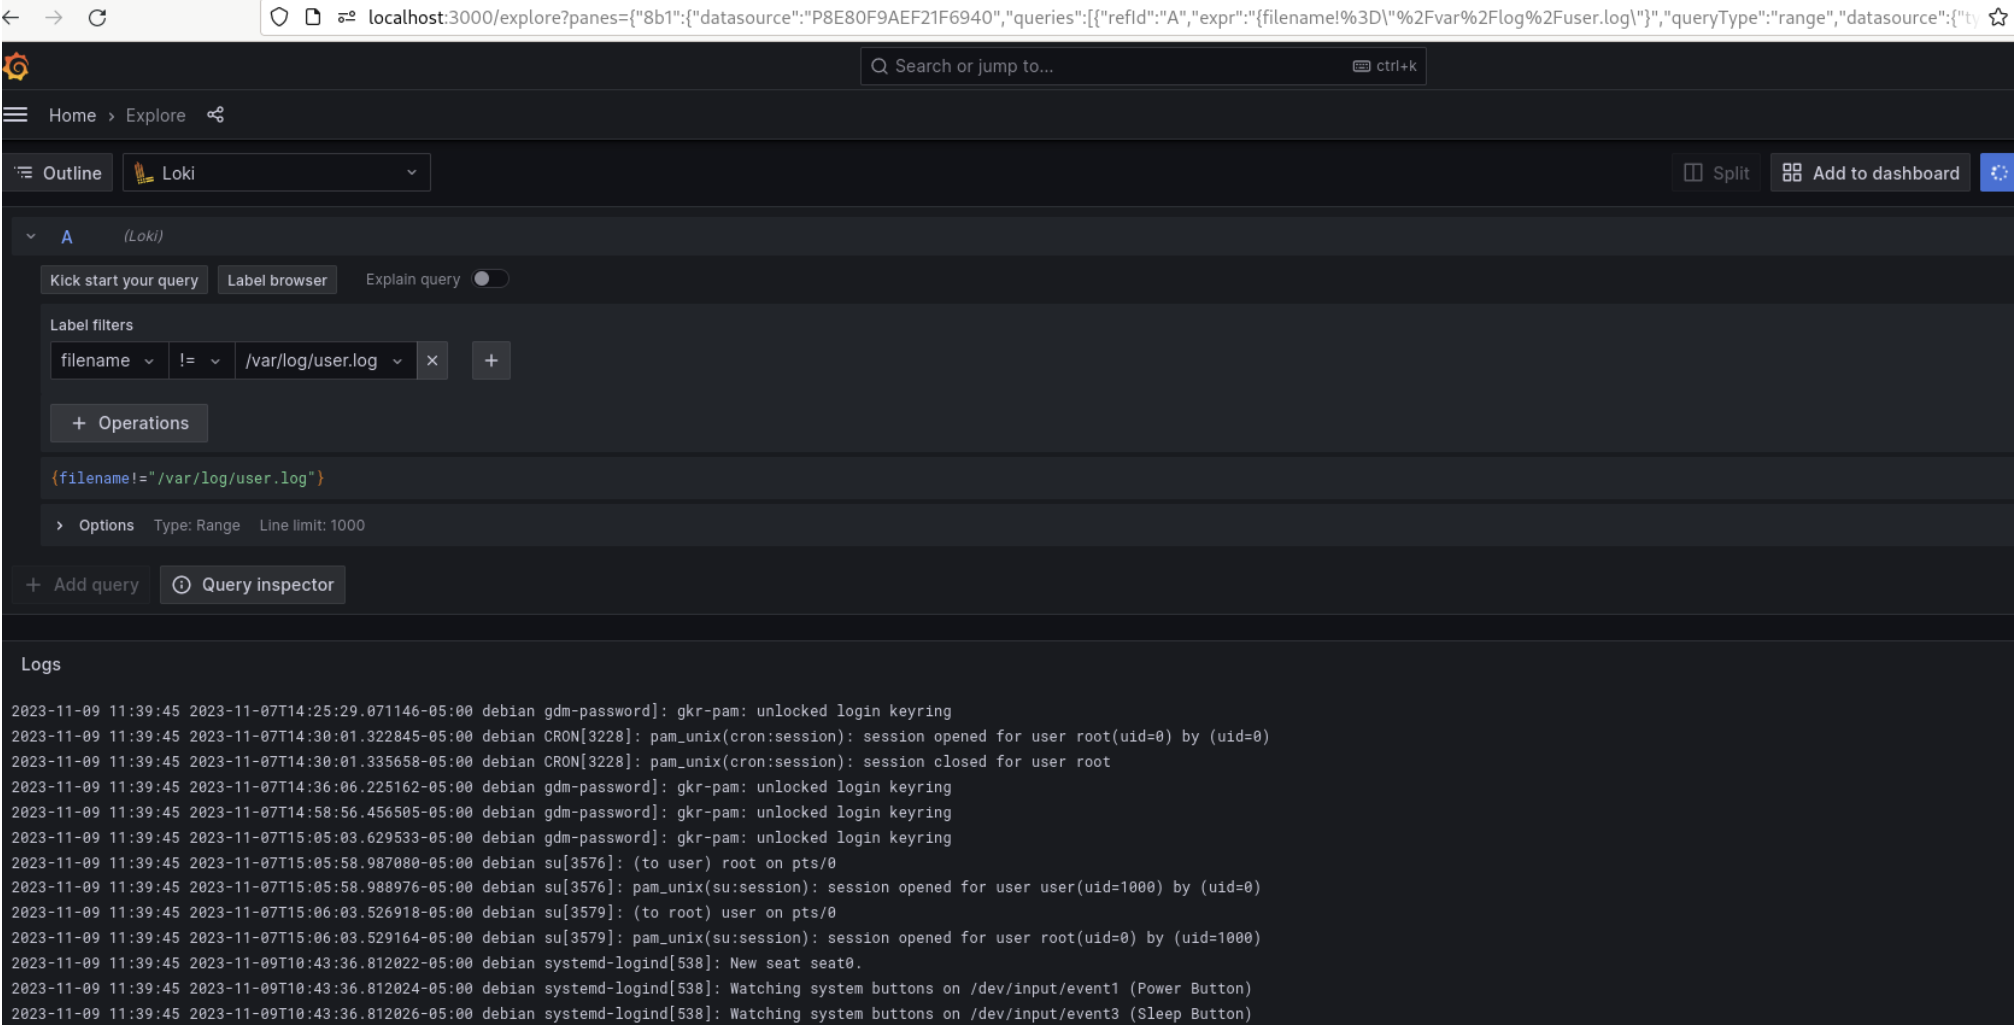 localhost:3000/explore?panes={"8b1":{"datasource":"P8E80F9AEF21F6940","queries":[{"refId":"A","expr":"{filename!%3D\"%2Fvar%2Flog%2Fuser.log\"}","queryType":"range","datasource":{"ty
Search or jump to... ctrl+k
Home › Explore
Outline Loki Split Add to dashboard
A (Loki)
Kick start your query Label browser Explain query
Label filters
filename != /var/log/user.log
+ Operations
{filename!="/var/log/user.log"}
Options Type: Range Line limit: 1000
+ Add query Query inspector
Logs
2023-11-09 11:39:45 2023-11-07T14:25:29.071146-05:00 debian gdm-password]: gkr-pam: unlocked login keyring
2023-11-09 11:39:45 2023-11-07T14:30:01.322845-05:00 debian CRON[3228]: pam_unix(cron:session): session opened for user root(uid=0) by (uid=0)
2023-11-09 11:39:45 2023-11-07T14:30:01.335658-05:00 debian CRON[3228]: pam_unix(cron:session): session closed for user root
2023-11-09 11:39:45 2023-11-07T14:36:06.225162-05:00 debian gdm-password]: gkr-pam: unlocked login keyring
2023-11-09 11:39:45 2023-11-07T14:58:56.456505-05:00 debian gdm-password]: gkr-pam: unlocked login keyring
2023-11-09 11:39:45 2023-11-07T15:05:03.629533-05:00 debian gdm-password]: gkr-pam: unlocked login keyring
2023-11-09 11:39:45 2023-11-07T15:05:58.987080-05:00 debian su[3576]: (to user) root on pts/0
2023-11-09 11:39:45 2023-11-07T15:05:58.988976-05:00 debian su[3576]: pam_unix(su:session): session opened for user user(uid=1000) by (uid=0)
2023-11-09 11:39:45 2023-11-07T15:06:03.526918-05:00 debian su[3579]: (to root) user on pts/0
2023-11-09 11:39:45 2023-11-07T15:06:03.529164-05:00 debian su[3579]: pam_unix(su:session): session opened for user root(uid=0) by (uid=1000)
2023-11-09 11:39:45 2023-11-09T10:43:36.812022-05:00 debian systemd-logind[538]: New seat seat0.
2023-11-09 11:39:45 2023-11-09T10:43:36.812024-05:00 debian systemd-logind[538]: Watching system buttons on /dev/input/event1 (Power Button)
2023-11-09 11:39:45 2023-11-09T10:43:36.812026-05:00 debian systemd-logind[538]: Watching system buttons on /dev/input/event3 (Sleep Button)